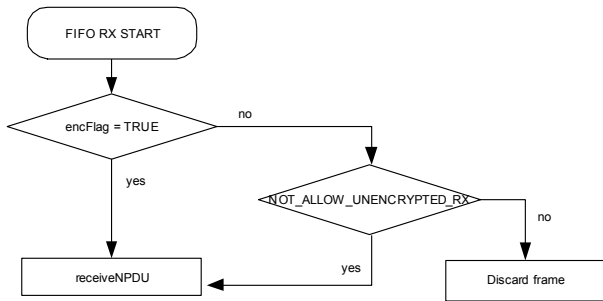 FIFO RX START
no
encFlag = TRUE
yes
NOT_ALLOW_UNENCRYPTED_RX
no
yes
receiveNPDU
Discard frame